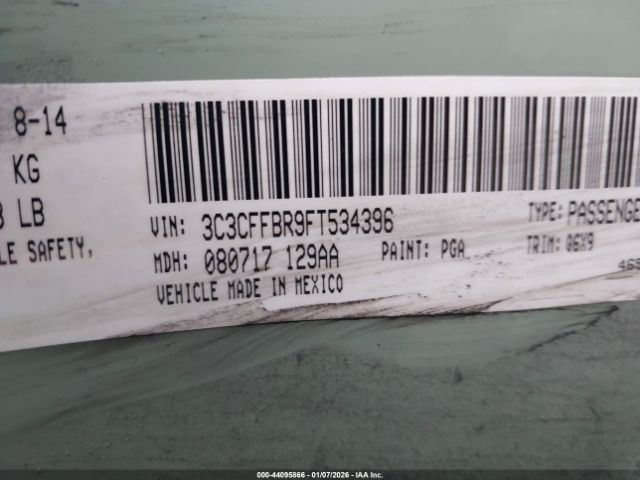 8-14
KG
LB
LE SAFETY,
VIN: 3C3CFFBR9FT534396
TYPE: PASSENGE
MDH: 080717 129AA
PAINT: PGA
TRIM: Q6X9
VEHICLE MADE IN MEXICO
000-44095866 - 01/07/2026 - IAA Inc.